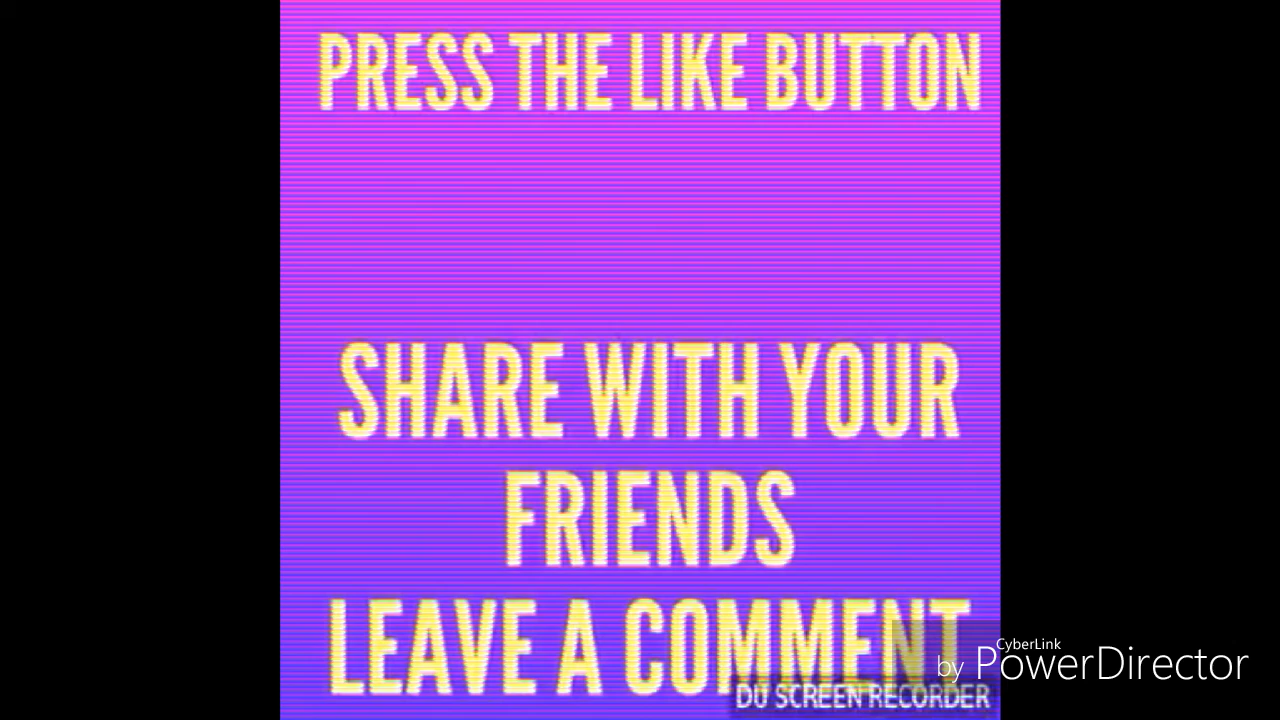 PRESS THE LIKE BUTTON
SHARE WITH YOUR
FRIENDS
LEAVE A COMMENT
CyberLink
by PowerDirector
DU SCREEN RECORDER